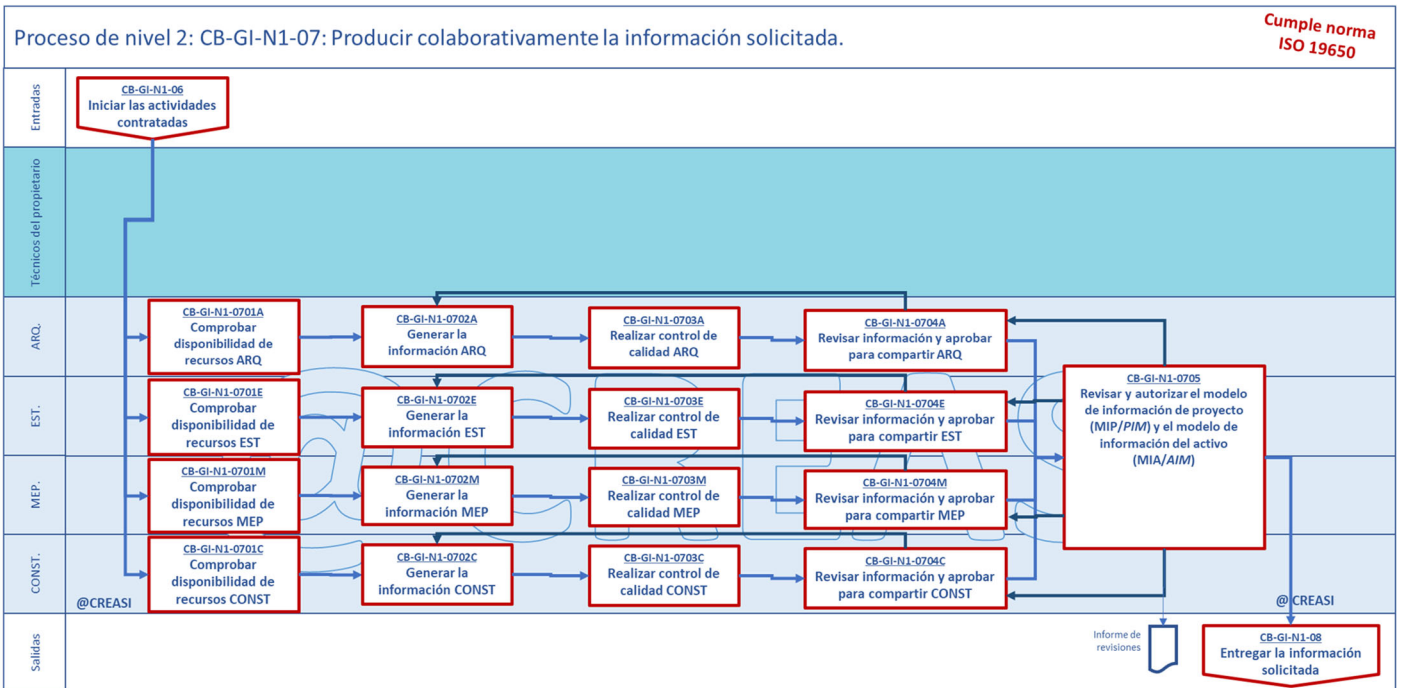 Proceso de nivel 2: CB-GI-N1-07: Producir colaborativamente la información solicitada.
Cumple norma
ISO 19650
Entradas
CB-GI-N1-06
Iniciar las actividades
contratadas
Técnicos del propietario
ARQ.
CB-GI-N1-0701A
Comprobar
disponibilidad de
recursos ARQ
CB-GI-N1-0702A
Generar la
información ARQ
CB-GI-N1-0703A
Realizar control de
calidad ARQ
CB-GI-N1-0704A
Revisar información y aprobar
para compartir ARQ
EST.
CB-GI-N1-0701E
Comprobar
disponibilidad de
recursos EST
CB-GI-N1-0702E
Generar la
información EST
CB-GI-N1-0703E
Realizar control de
calidad EST
CB-GI-N1-0704E
Revisar información y aprobar
para compartir EST
CB-GI-N1-0705
Revisar y autorizar el modelo
de información de proyecto
(MIP/PIM) y el modelo de
información del activo
(MIA/AIM)
MEP.
CB-GI-N1-0701M
Comprobar
disponibilidad de
recursos MEP
CB-GI-N1-0702M
Generar la
información MEP
CB-GI-N1-0703M
Realizar control de
calidad MEP
CB-GI-N1-0704M
Revisar información y aprobar
para compartir MEP
CONST.
CB-GI-N1-0701C
Comprobar
disponibilidad de
recursos CONST
CB-GI-N1-0702C
Generar la
información CONST
CB-GI-N1-0703C
Realizar control de
calidad CONST
CB-GI-N1-0704C
Revisar información y aprobar
para compartir CONST
@CREASI
@CREASI
Salidas
Informe de
revisiones
CB-GI-N1-08
Entregar la información
solicitada